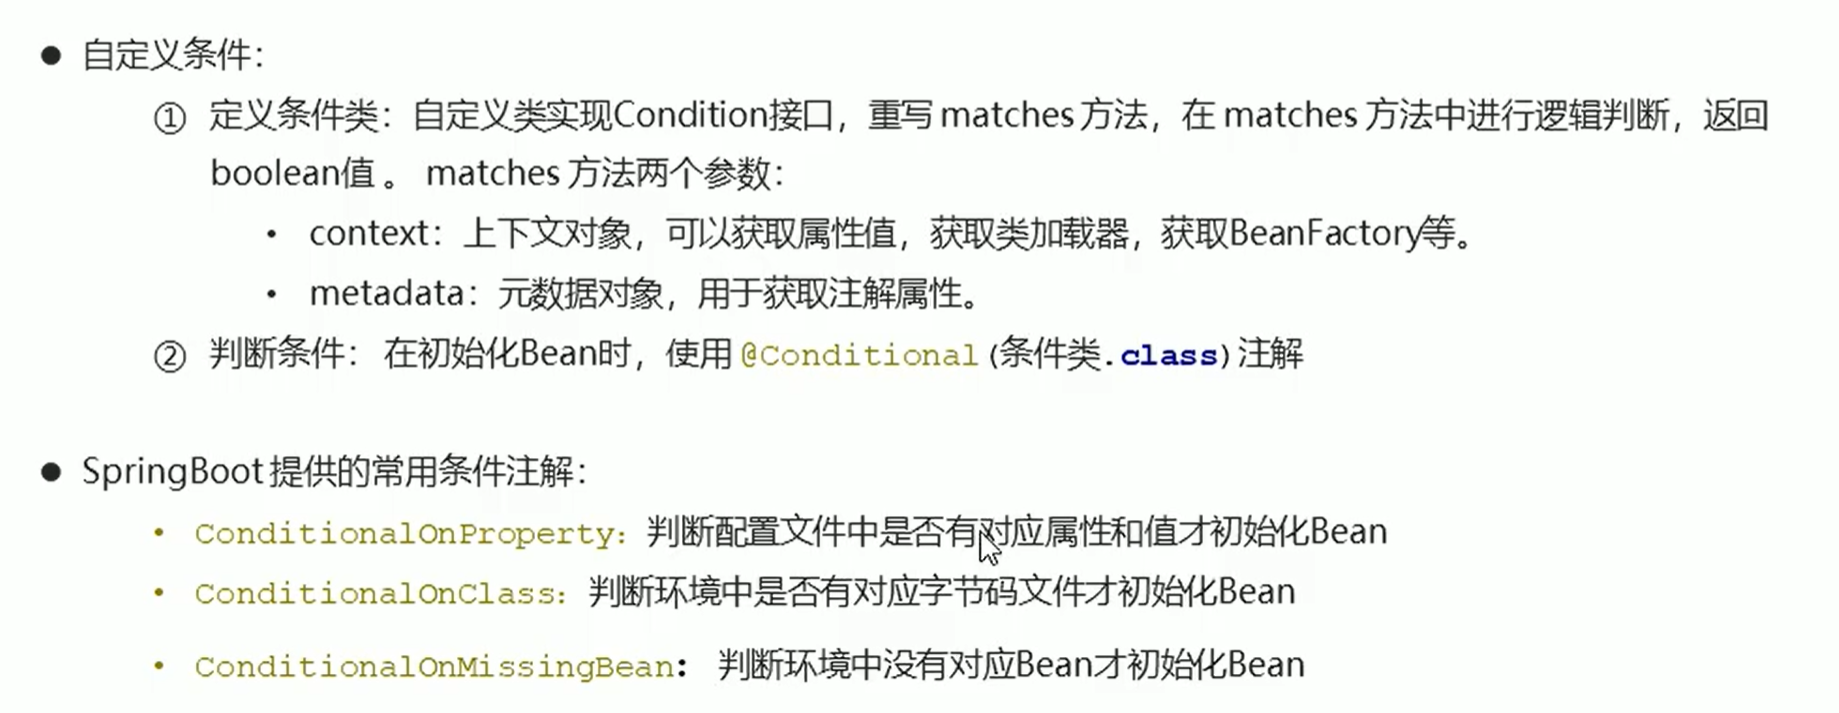 ● 自定义条件：
① 定义条件类：自定义类实现Condition接口，重写 matches 方法，在 matches 方法中进行逻辑判断，返回
boolean值 。 matches 方法两个参数：
• context：上下文对象，可以获取属性值，获取类加载器，获取BeanFactory等。
• metadata：元数据对象，用于获取注解属性。
② 判断条件： 在初始化Bean时，使用 @Conditional(条件类.class)注解
● SpringBoot 提供的常用条件注解：
• ConditionalOnProperty：判断配置文件中是否有对应属性和值才初始化Bean
• ConditionalOnClass：判断环境中是否有对应字节码文件才初始化Bean
• ConditionalOnMissingBean： 判断环境中没有对应Bean才初始化Bean